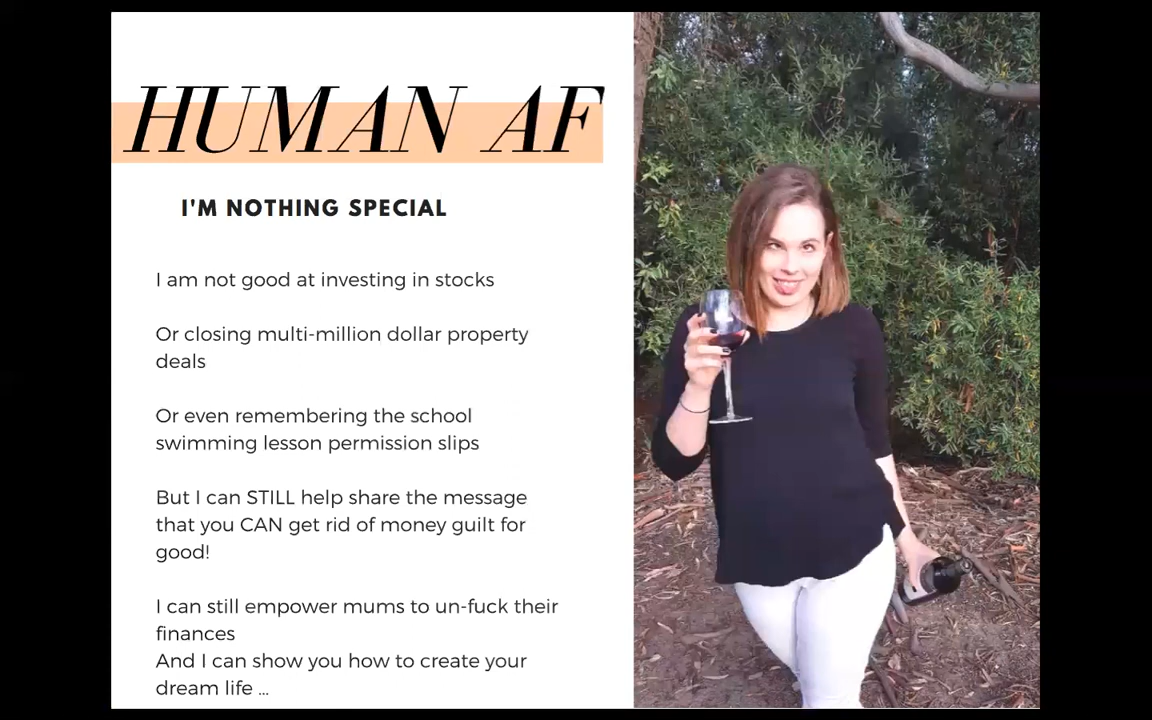 HUMAN AF
I'M NOTHING SPECIAL
I am not good at investing in stocks
Or closing multi-million dollar property
deals
Or even remembering the school
swimming lesson permission slips
But I can STILL help share the message
that you CAN get rid of money guilt for
good!
I can still empower mums to un-fuck their
finances
And I can show you how to create your
dream life ...